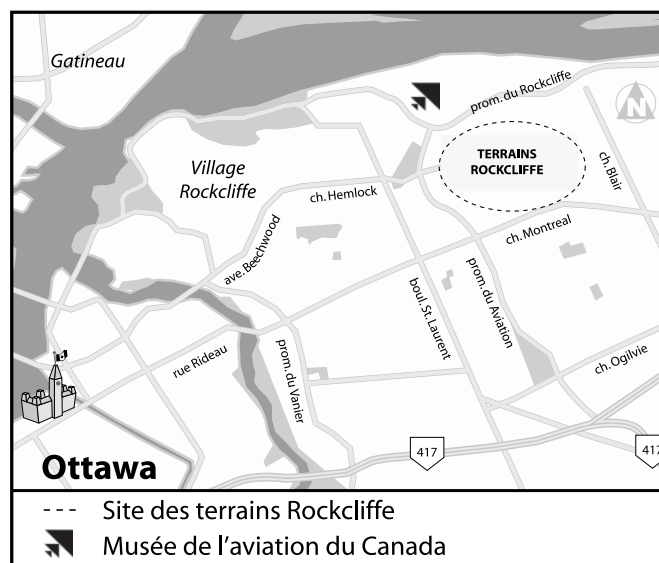 Gatineau
prom. du Rockcliffe
N
TERRAINS
ROCKCLIFFE
Village
Rockcliffe
ch. Blair
ch. Hemlock
ch. Montreal
ave. Beechwood
prom. du Aviation
boul. St. Laurent
rue Rideau
prom. du Vanier
ch. Ogilvie
417
417
Ottawa
Site des terrains Rockcliffe
Musée de l'aviation du Canada